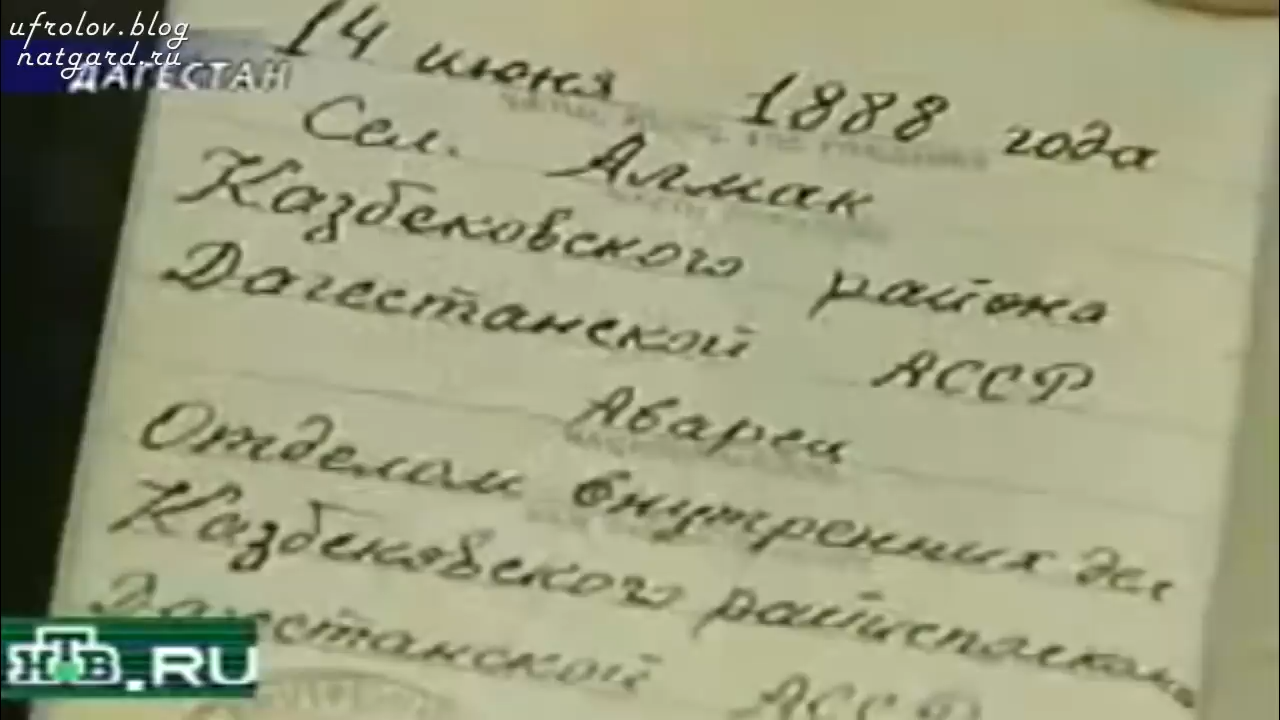 ufrolov.blog
natgard.ru
ДАГЕСТАН
14 июня 1888 года
Сел. Алмак
Казбековского района
Дагестанской АССР
Аварец
Отделом внутренних дел
Казбековского райисполкома
Дагестанской АССР
НТВ.RU